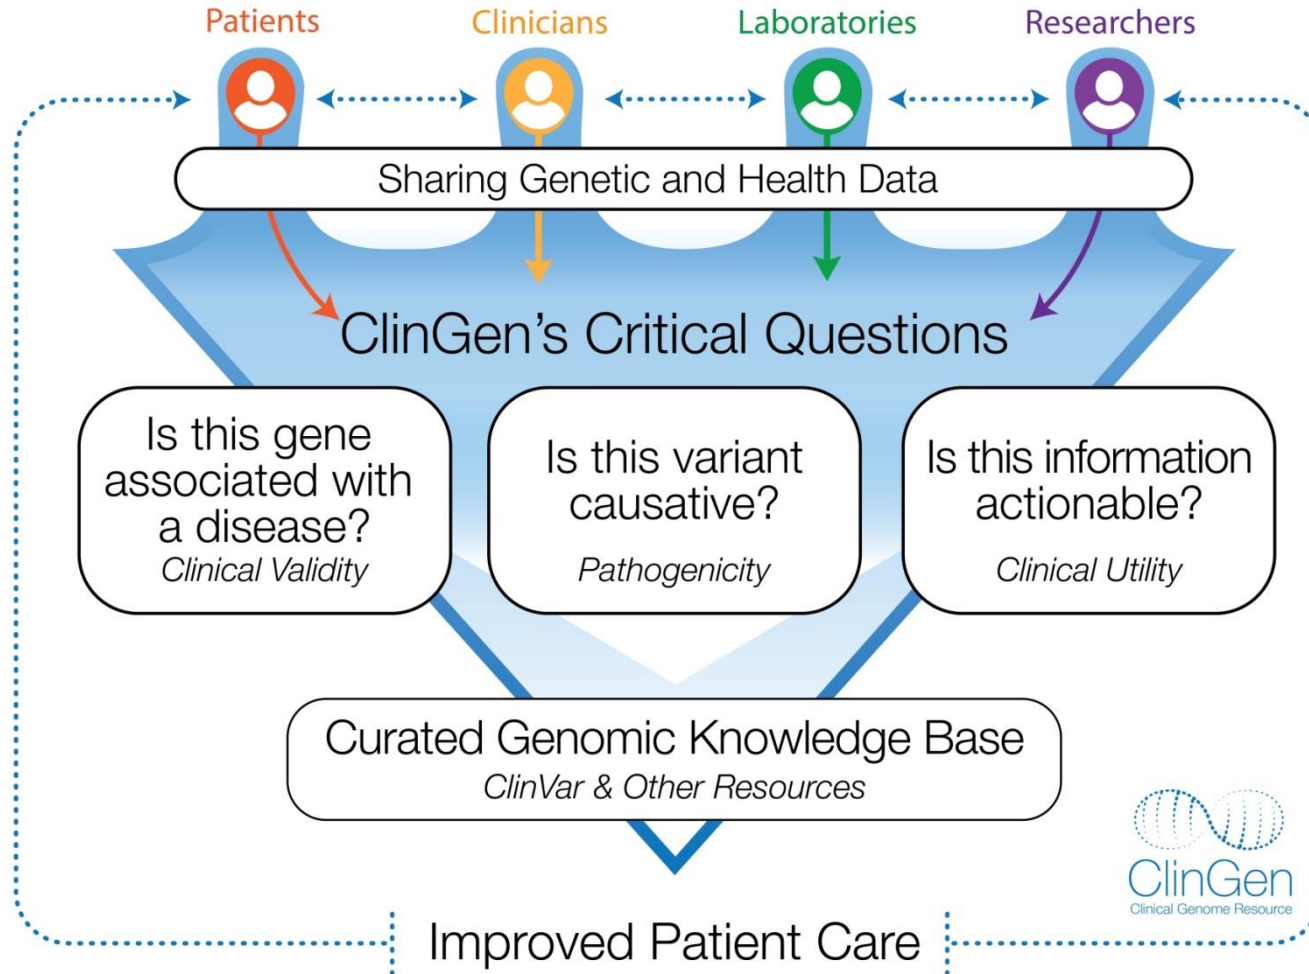 Patients
Clinicians
Laboratories
Researchers
Sharing Genetic and Health Data
ClinGen’s Critical Questions
Is this gene
associated with
a disease?
Clinical Validity
Is this variant
causative?
Pathogenicity
Is this information
actionable?
Clinical Utility
Curated Genomic Knowledge Base
ClinVar & Other Resources
ClinGen
Clinical Genome Resource
Improved Patient Care